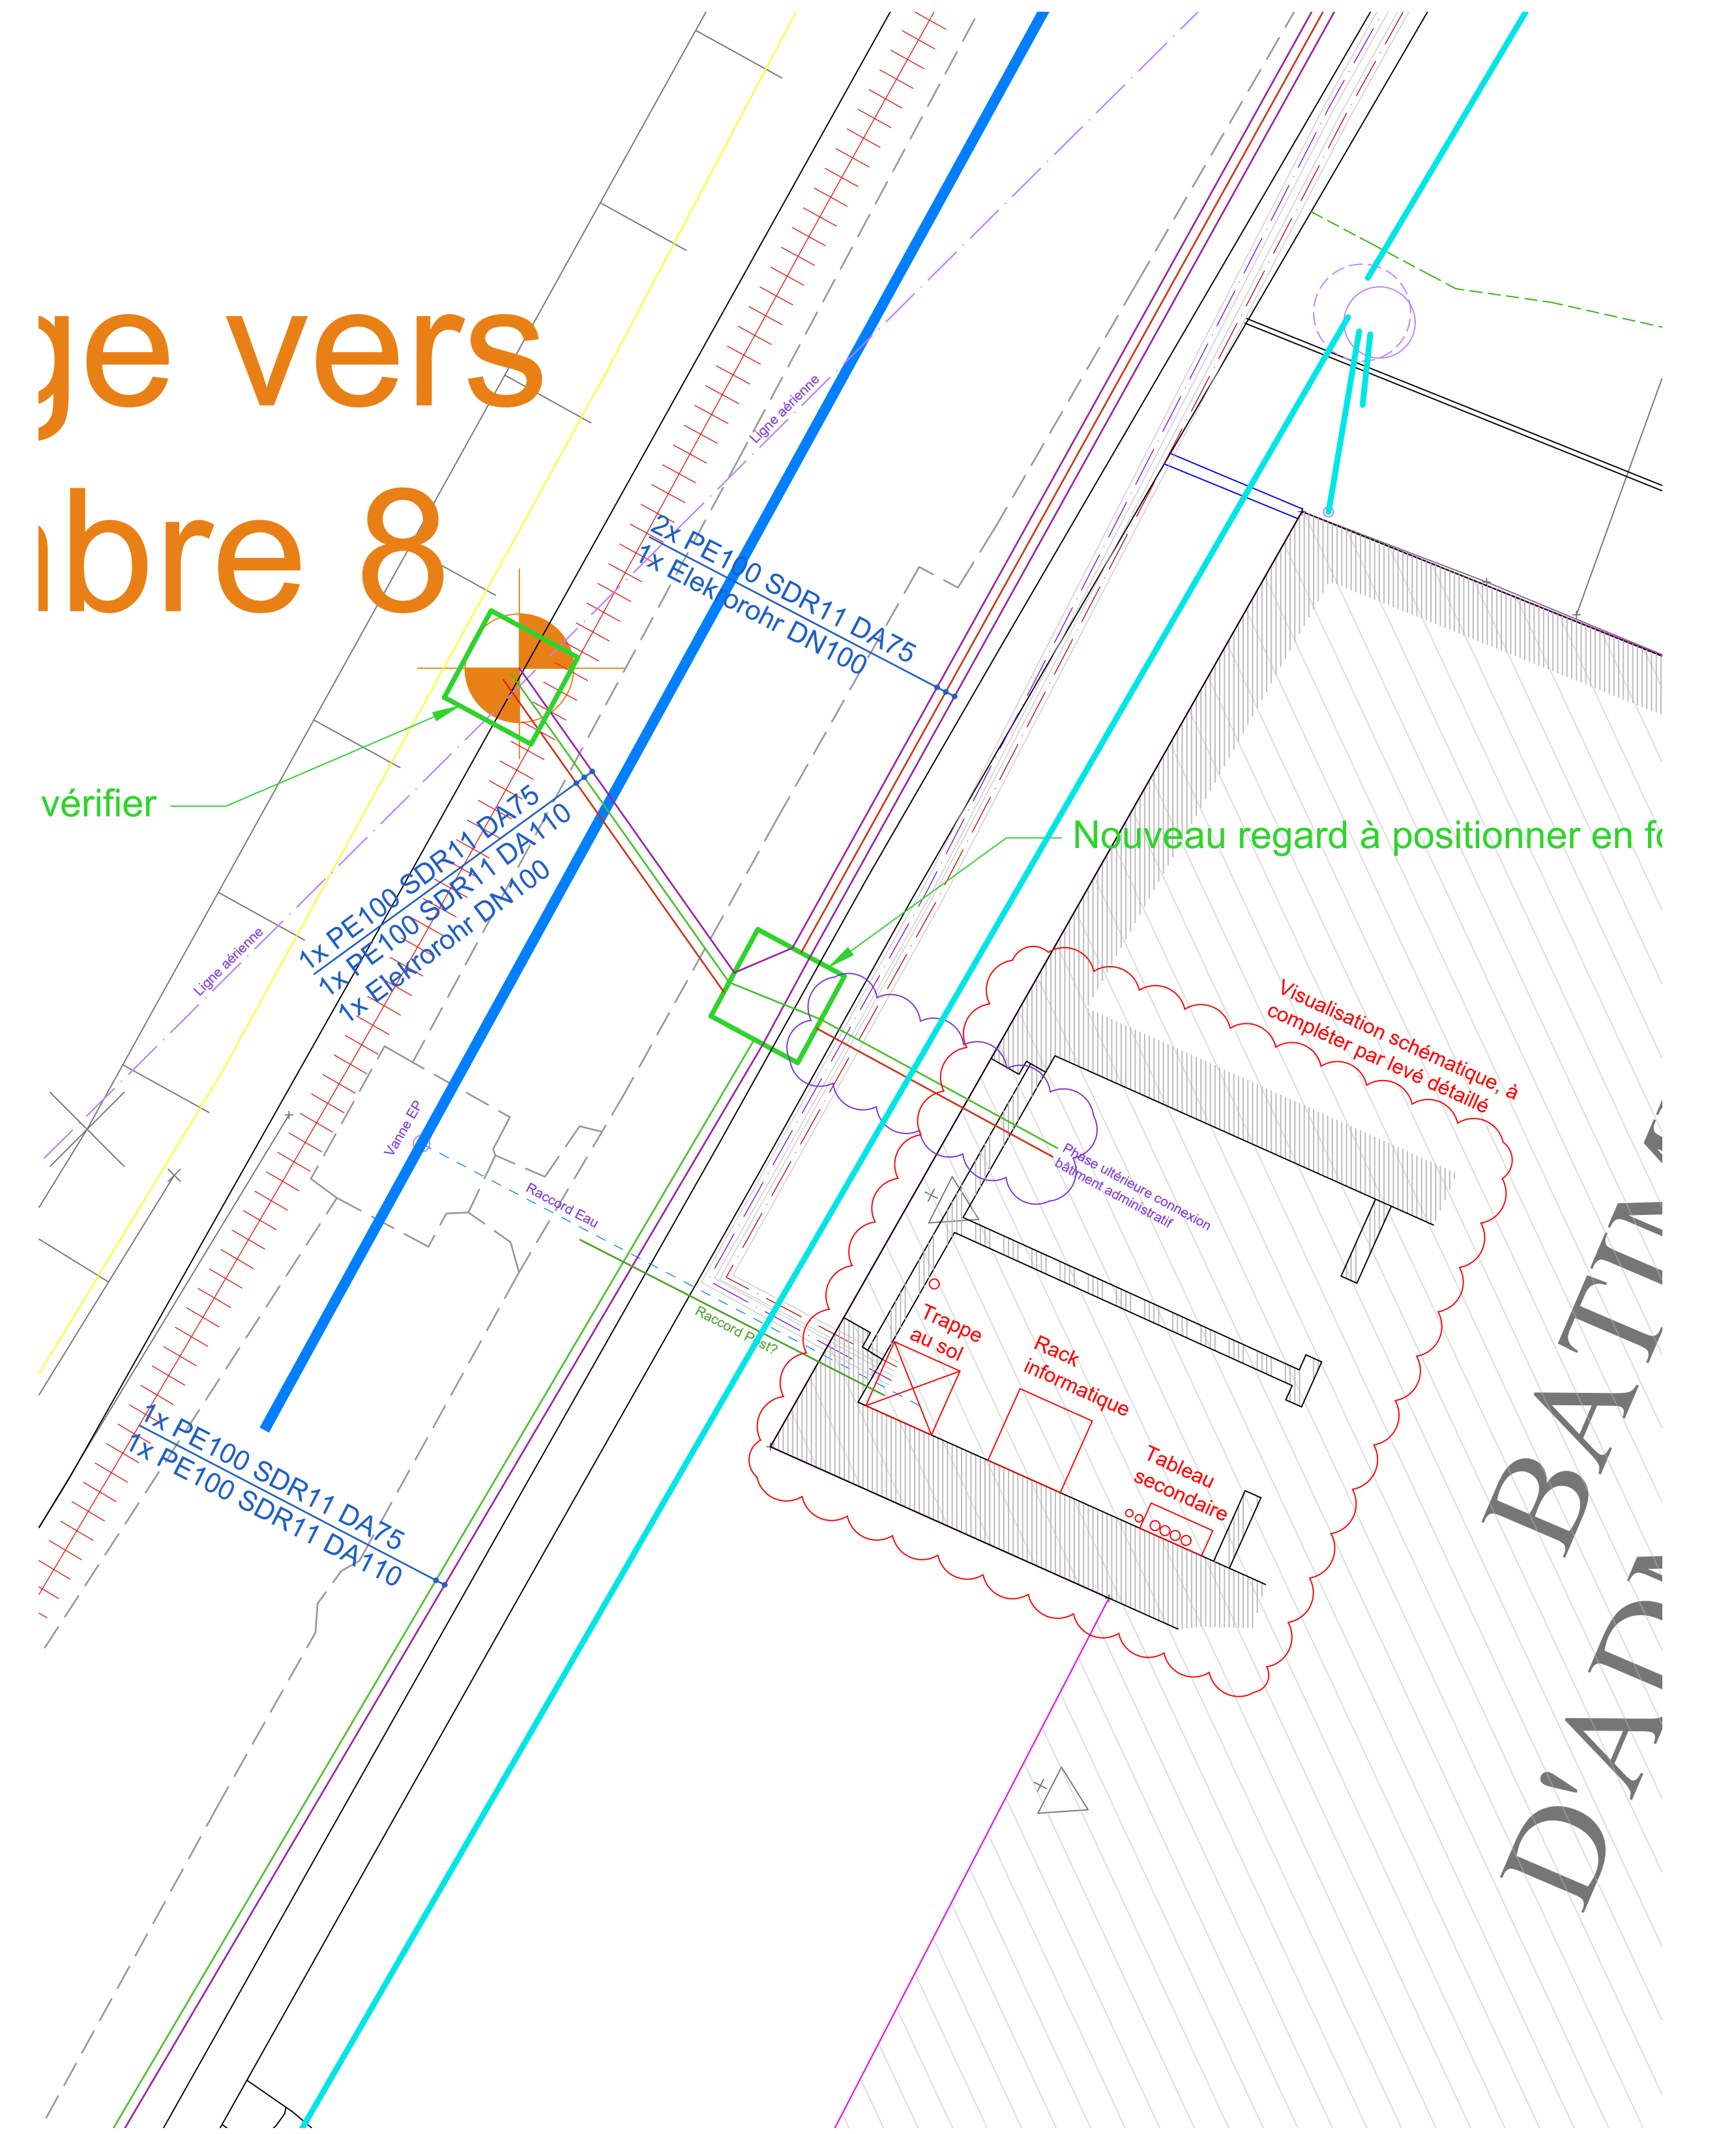 ge vers
bre 8
Ligne aérienne
2x PE100 SDR11 DA75
1x Elekrorohr DN100
vérifier
Nouveau regard à positionner en fo
1x PE100 SDR11 DA75
1x PE100 SDR11 DA110
1x Elekrorohr DN100
Ligne aérienne
Visualisation schématique, à
compléter par levé détaillé
Vanne EP
Phase ultérieure connexion
bâtiment administratif
Raccord Eau
Raccord Post?
Trappe
au sol
Rack
informatique
Tableau
secondaire
1x PE100 SDR11 DA75
1x PE100 SDR11 DA110
BATIM
D'AD